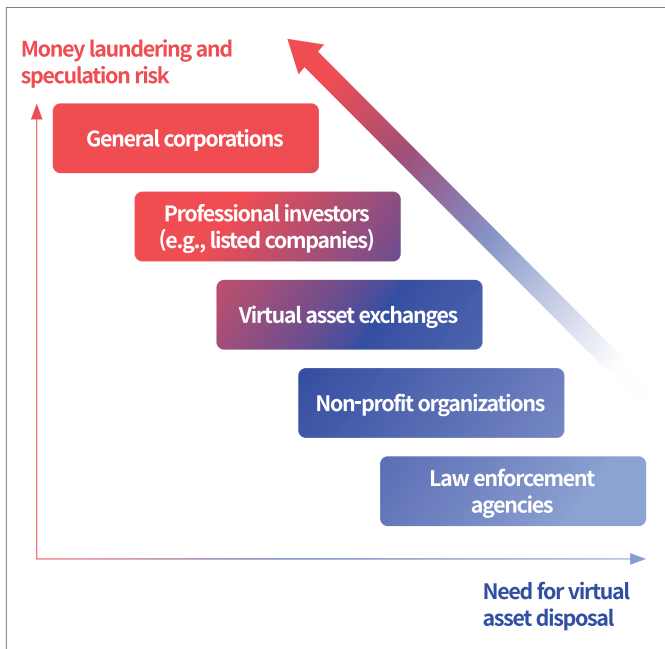 Money laundering and
speculation risk
General corporations
Professional investors
(e.g., listed companies)
Virtual asset exchanges
Non-profit organizations
Law enforcement
agencies
Need for virtual
asset disposal